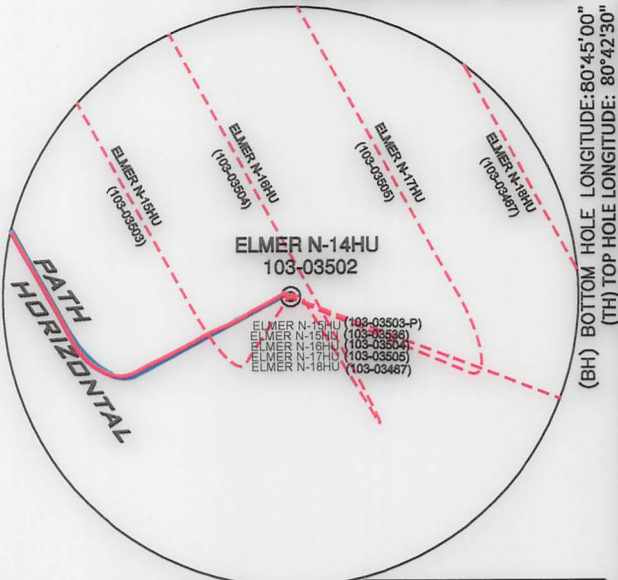 ELMER N-15HU
(103-03503)
ELMER N-16HU
(103-03504)
ELMER N-17HU
(103-03505)
ELMER N-18HU
(103-03467)
ELMER N-14HU
103-03502
PATH
HORIZONTAL
ELMER N-15HU (103-03503-P)
ELMER N-15HU (103-03536)
ELMER N-16HU (103-03504)
ELMER N-17HU (103-03505)
ELMER N-18HU (103-03467)
(BH) BOTTOM HOLE LONGITUDE:80°45'00"
(TH) TOP HOLE LONGITUDE: 80°42'30"